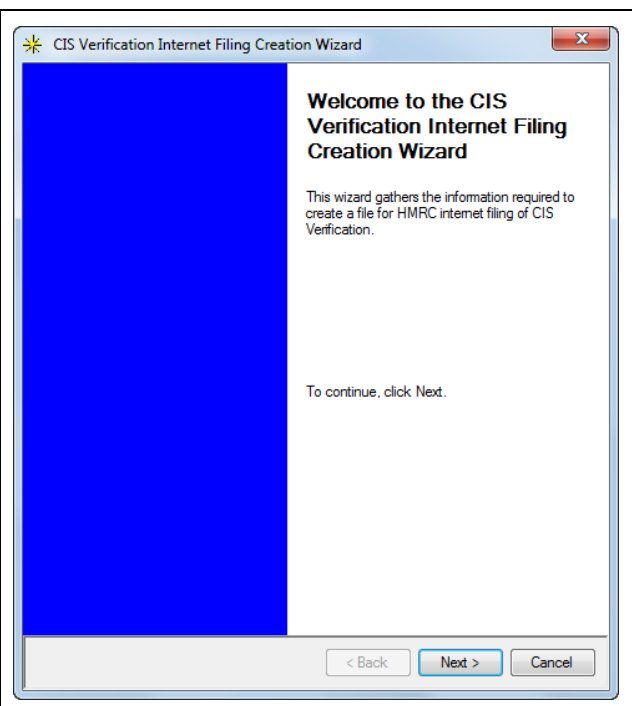 CIS Verification Internet Filing Creation Wizard
Welcome to the CIS
Verification Internet Filing
Creation Wizard
This wizard gathers the information required to
create a file for HMRC internet filing of CIS
Verification.
To continue, click Next.
< Back Next > Cancel